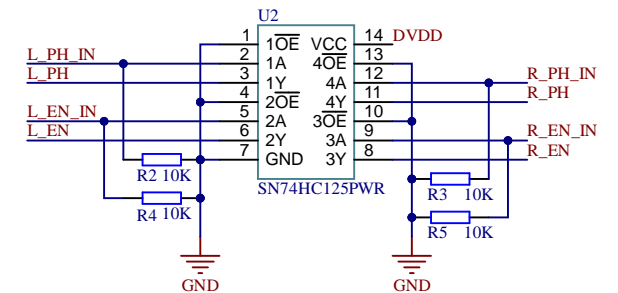 U2
1 1OE VCC 14 DVDD
L_PH_IN 2 1A 4OE 13
L_PH 3 1Y 4A 12 R_PH_IN
4 2OE 4Y 11 R_PH
L_EN_IN 5 2A 3OE 10
L_EN 6 2Y 3A 9 R_EN_IN
7 GND 3Y 8 R_EN
R2 10K SN74HC125PWR
R3 10K
R4 10K
R5 10K
GND GND